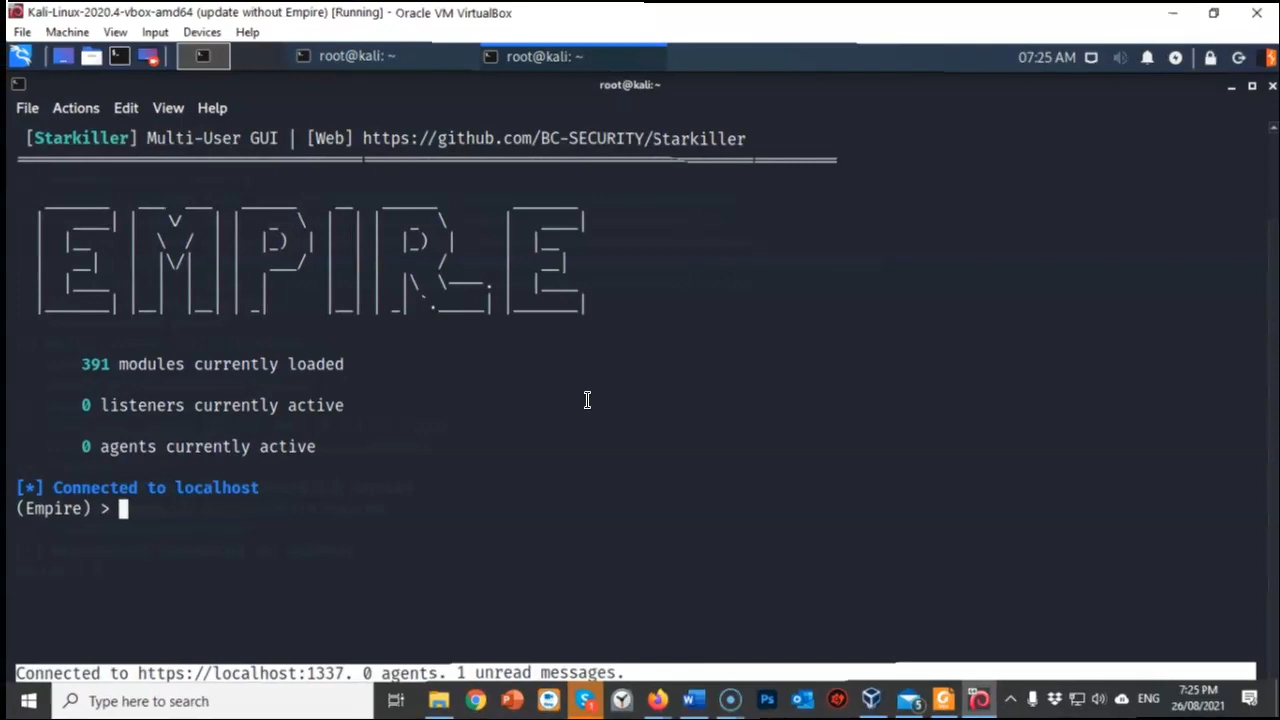 Kali-Linux-2020.4-vbox-amd64 (update without Empire) [Running] - Oracle VM VirtualBox
File Machine View Input Devices Help
root@kali: ~ root@kali: ~ 07:25 AM
root@kali:~
File Actions Edit View Help
[Starkiller] Multi-User GUI | [Web] https://github.com/BC-SECURITY/Starkiller
EMPIRE
391 modules currently loaded
0 listeners currently active
0 agents currently active
[*] Connected to localhost
(Empire) >
Connected to https://localhost:1337. 0 agents. 1 unread messages.
Type here to search
5
ENG
7:25 PM
26/08/2021